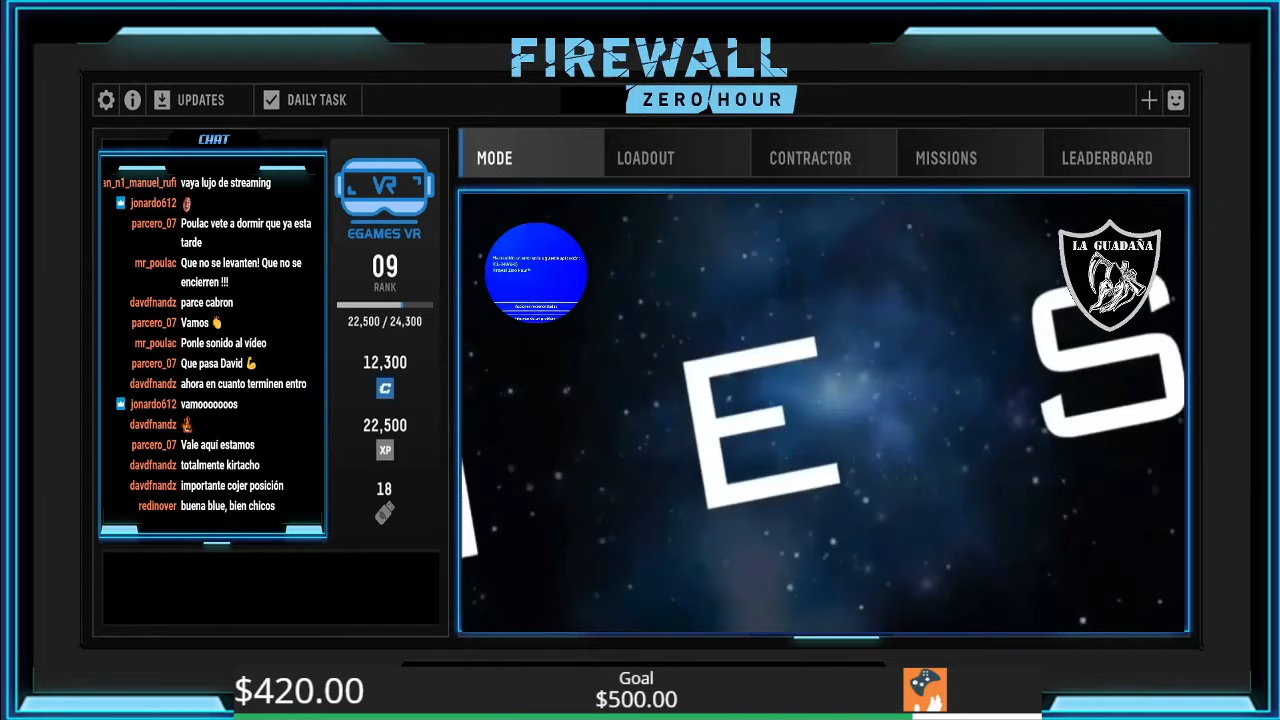 FIREWALL
ZERO HOUR
UPDATES
DAILY TASK
CHAT
an_n1_manuel_rufi vaya lujo de streaming
jonardo612
parcero_07 Poulac vete a dormir que ya esta
tarde
mr_poulac Que no se levanten! Que no se
encierren !!!
davdfnandz parce cabron
parcero_07 Vamos 👏
mr_poulac Ponle sonido al vídeo
parcero_07 Que pasa David 💪
davdfnandz ahora en cuanto terminen entro
jonardo612 vamooooooos
davdfnandz
parcero_07 Vale aquí estamos
davdfnandz totalmente kirtacho
davdfnandz importante cojer posición
redinover buena blue, bien chicos
VR
EGAMES VR
09
RANK
22,500 / 24,300
12,300
C
22,500
XP
18
MODE
LOADOUT
CONTRACTOR
MISSIONS
LEADERBOARD
LA GUADAÑA
E S
$420.00
Goal
$500.00